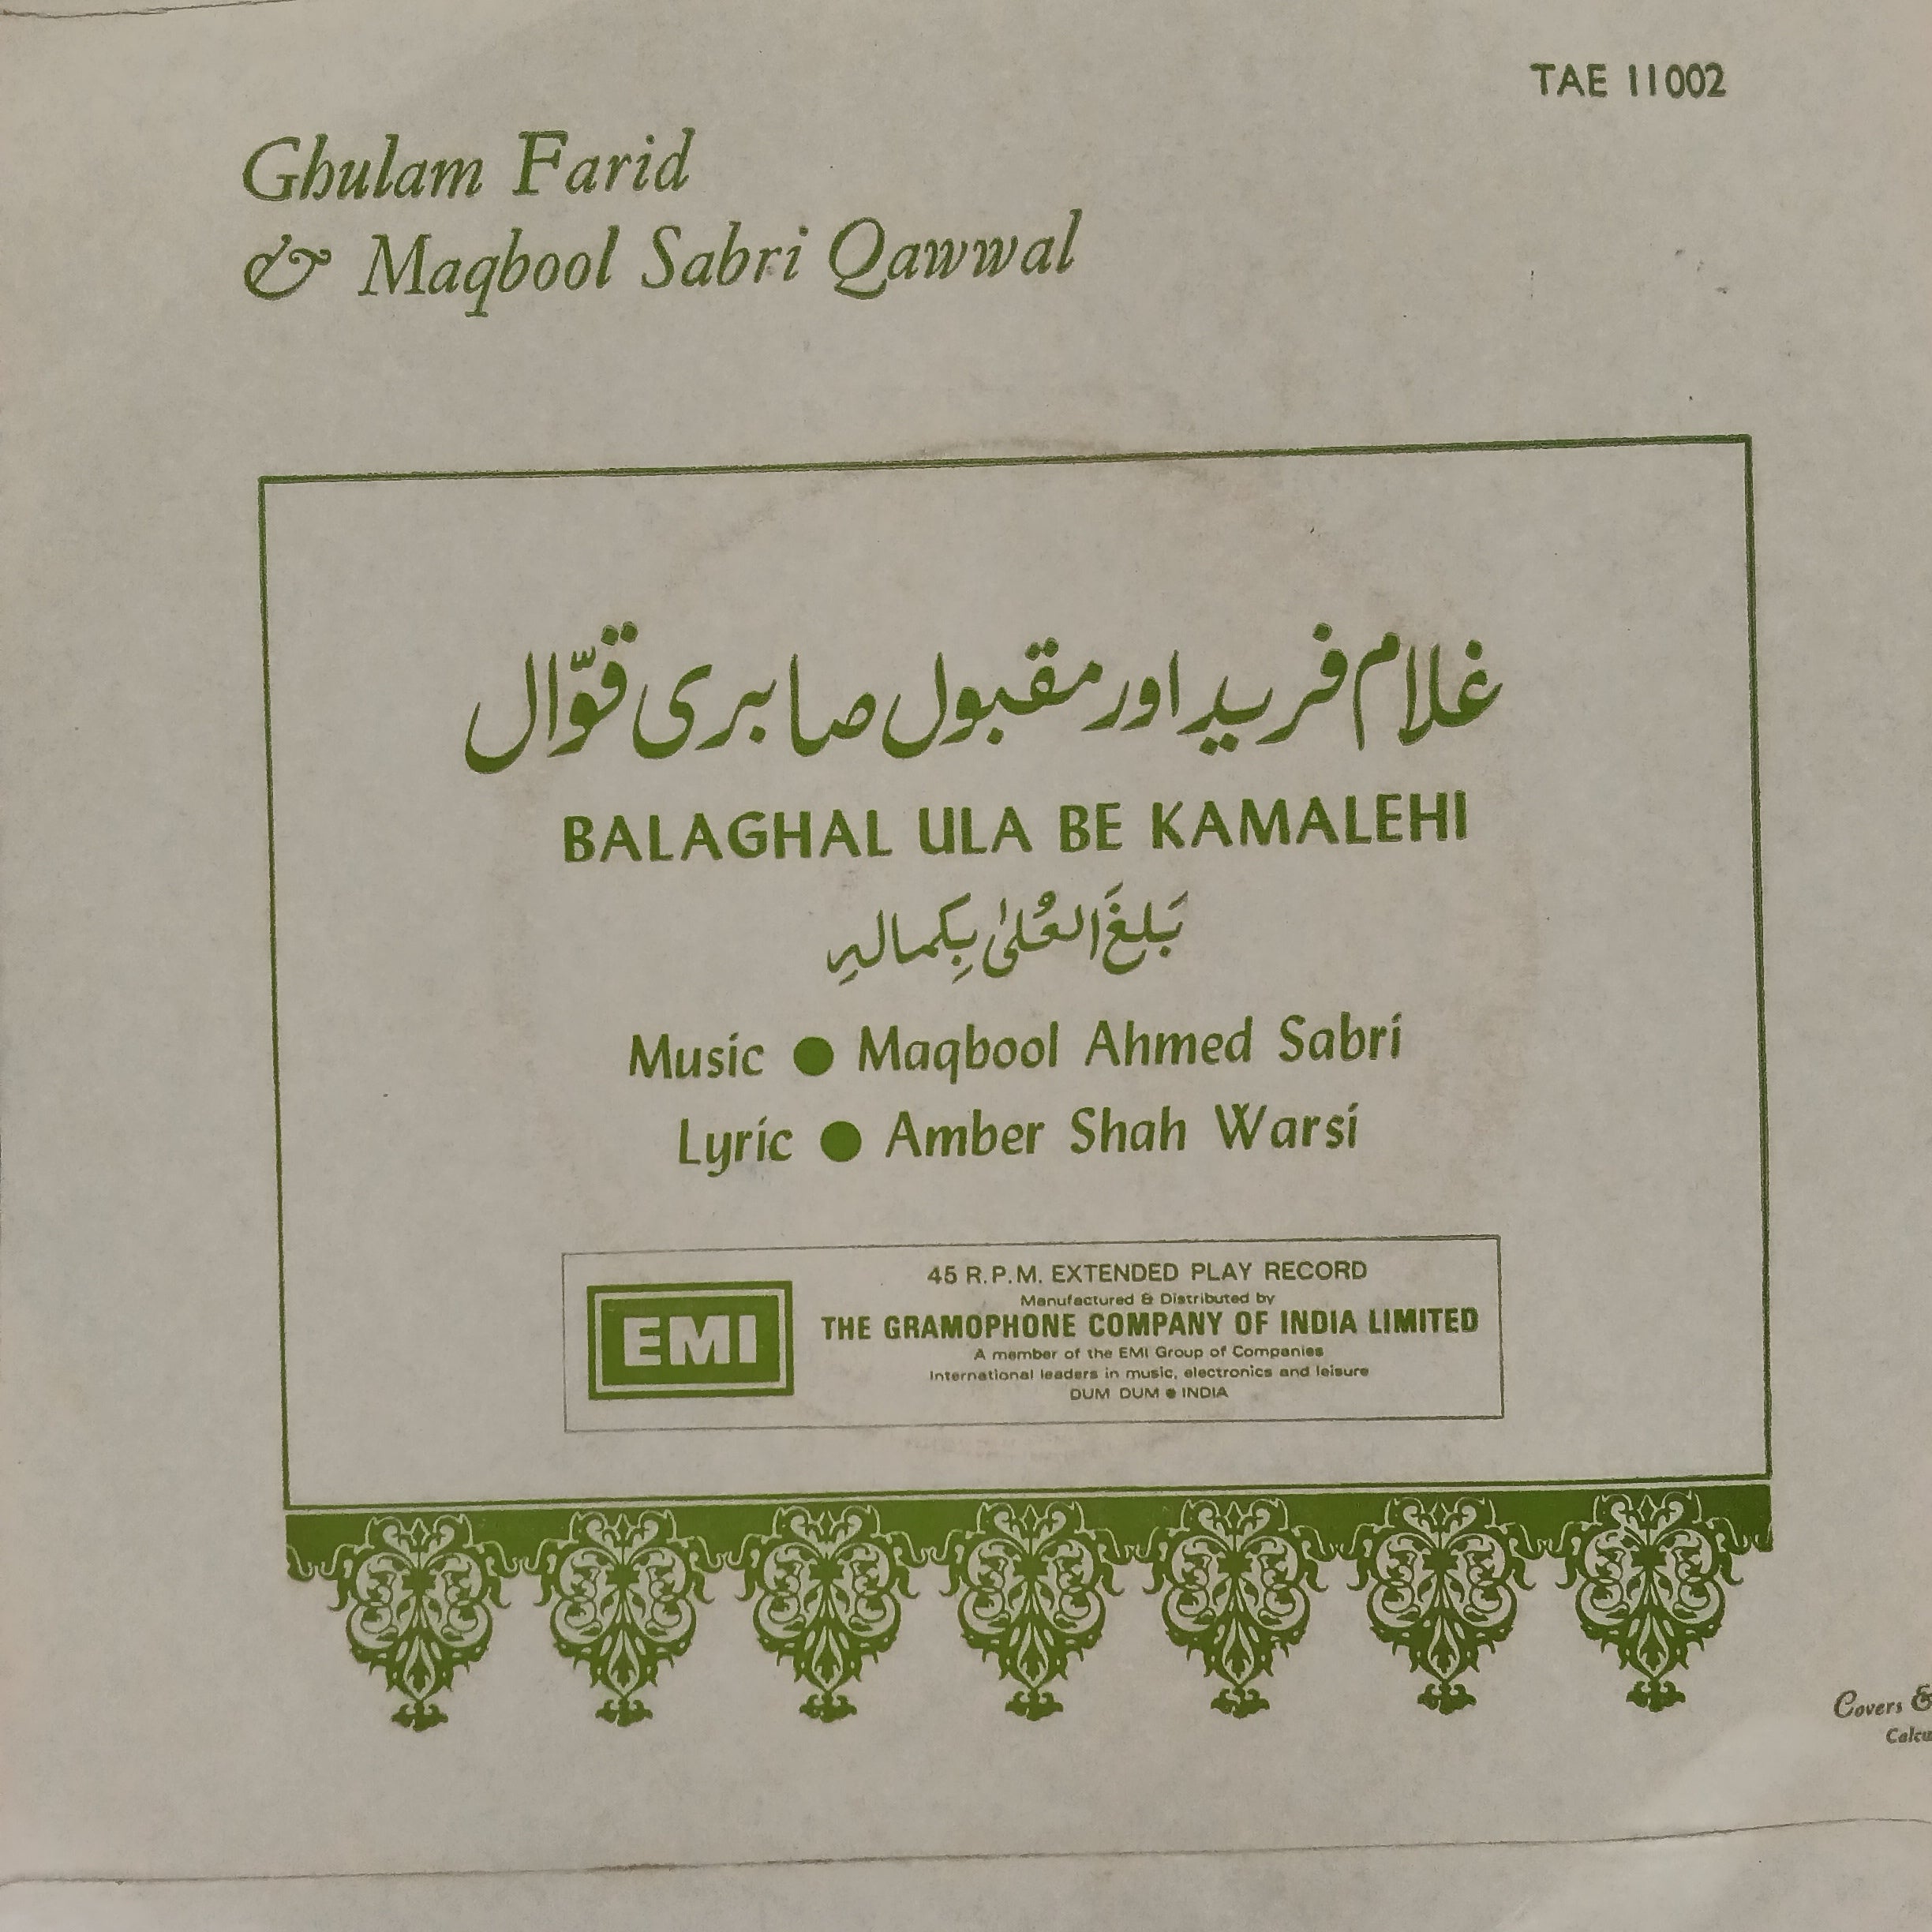 TAE 11002
Ghulam Farid
& Maqbool Sabri Qawwal
غلام فرید اور مقبول صابری قوّال
BALAGHAL ULA BE KAMALEHI
بَلغَ العُلیٰ بِکمالہِ
Music ● Maqbool Ahmed Sabri
Lyric ● Amber Shah Warsi
EMI
45 R.P.M. EXTENDED PLAY RECORD
Manufactured & Distributed by
THE GRAMOPHONE COMPANY OF INDIA LIMITED
A member of the EMI Group of Companies
International leaders in music, electronics and leisure
DUM DUM ● INDIA
Covers &